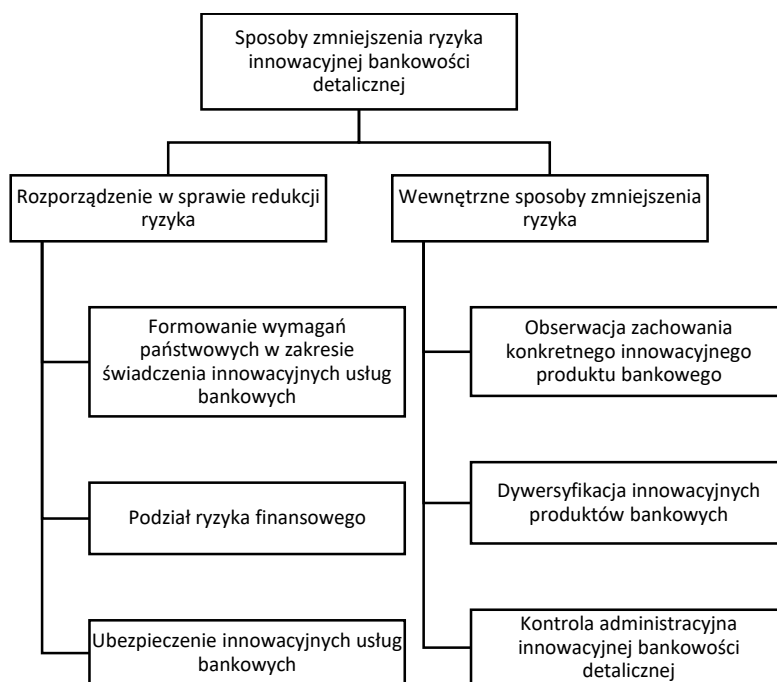 Sposoby zmniejszenia ryzyka
innowacyjnej bankowości
detalicznej
Rozporządzenie w sprawie redukcji
ryzyka
Wewnętrzne sposoby zmniejszenia
ryzyka
Formowanie wymagań
państwowych w zakresie
świadczenia innowacyjnych usług
bankowych
Obserwacja zachowania
konkretnego innowacyjnego
produktu bankowego
Podział ryzyka finansowego
Dywersyfikacja innowacyjnych
produktów bankowych
Ubezpieczenie innowacyjnych usług
bankowych
Kontrola administracyjna
innowacyjnej bankowości
detalicznej